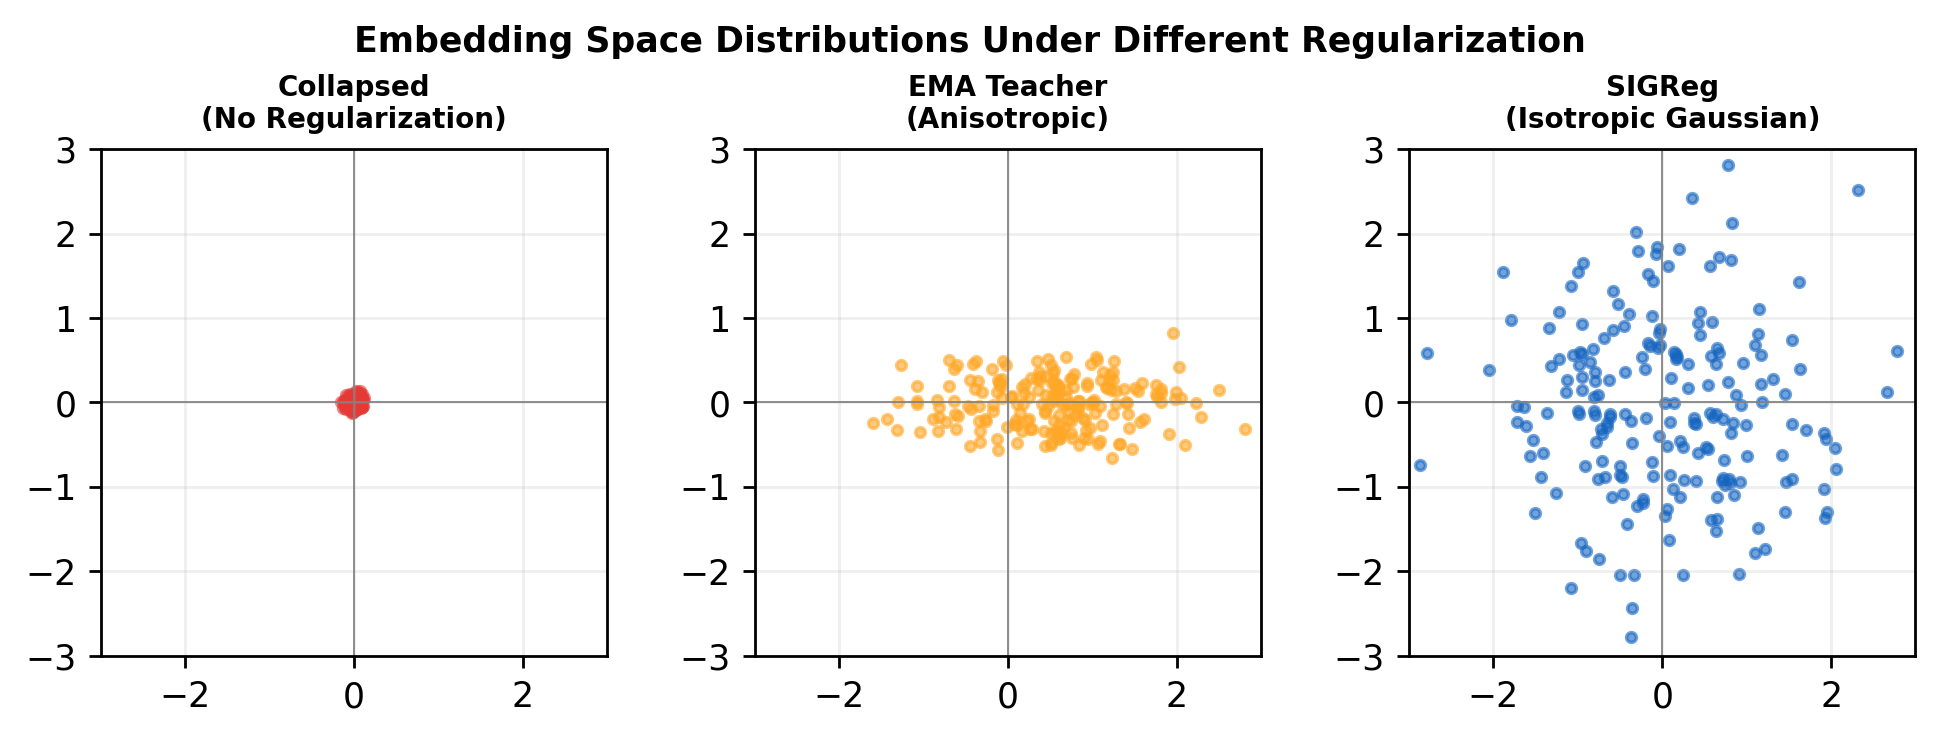 Embedding Space Distributions Under Different Regularization
Collapsed
(No Regularization)
3
2
1
0
−1
−2
−3
−2 0 2
EMA Teacher
(Anisotropic)
3
2
1
0
−1
−2
−3
−2 0 2
SIGReg
(Isotropic Gaussian)
3
2
1
0
−1
−2
−3
−2 0 2